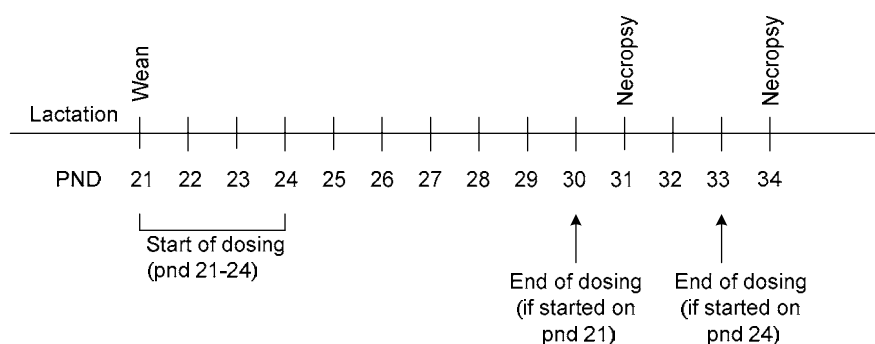 Wean
Necropsy
Necropsy
Lactation
PND 21 22 23 24 25 26 27 28 29 30 31 32 33 34
Start of dosing
(pnd 21-24)
End of dosing
(if started on
pnd 21)
End of dosing
(if started on
pnd 24)